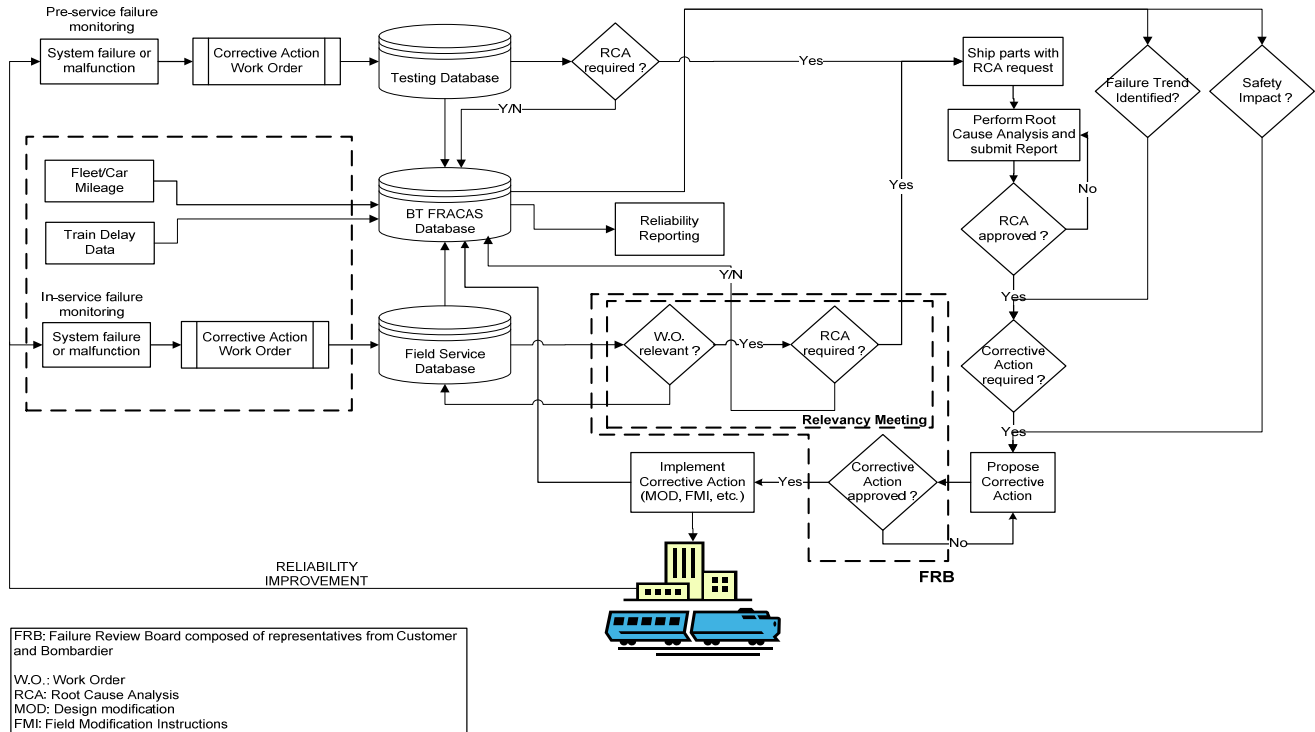 Pre-service failure
monitoring
System failure or
malfunction
Corrective Action
Work Order
Testing Database
RCA
required ?
Yes
Ship parts with
RCA request
Failure Trend
Identified?
Safety
Impact ?
Y/N
Perform Root
Cause Analysis and
submit Report
No
Yes
Fleet/Car
Mileage
Train Delay
Data
BT FRACAS
Database
Reliability
Reporting
RCA
approved ?
Y/N
Yes
In-service failure
monitoring
System failure
or malfunction
Corrective Action
Work Order
Field Service
Database
W.O.
relevant ?
Yes
RCA
required ?
Relevancy Meeting
Corrective
Action
required ?
Yes
Implement
Corrective Action
(MOD, FMI, etc.)
Yes
Corrective
Action
approved ?
Propose
Corrective
Action
No
FRB
RELIABILITY
IMPROVEMENT
FRB: Failure Review Board composed of representatives from Customer
and Bombardier
W.O.: Work Order
RCA: Root Cause Analysis
MOD: Design modification
FMI: Field Modification Instructions